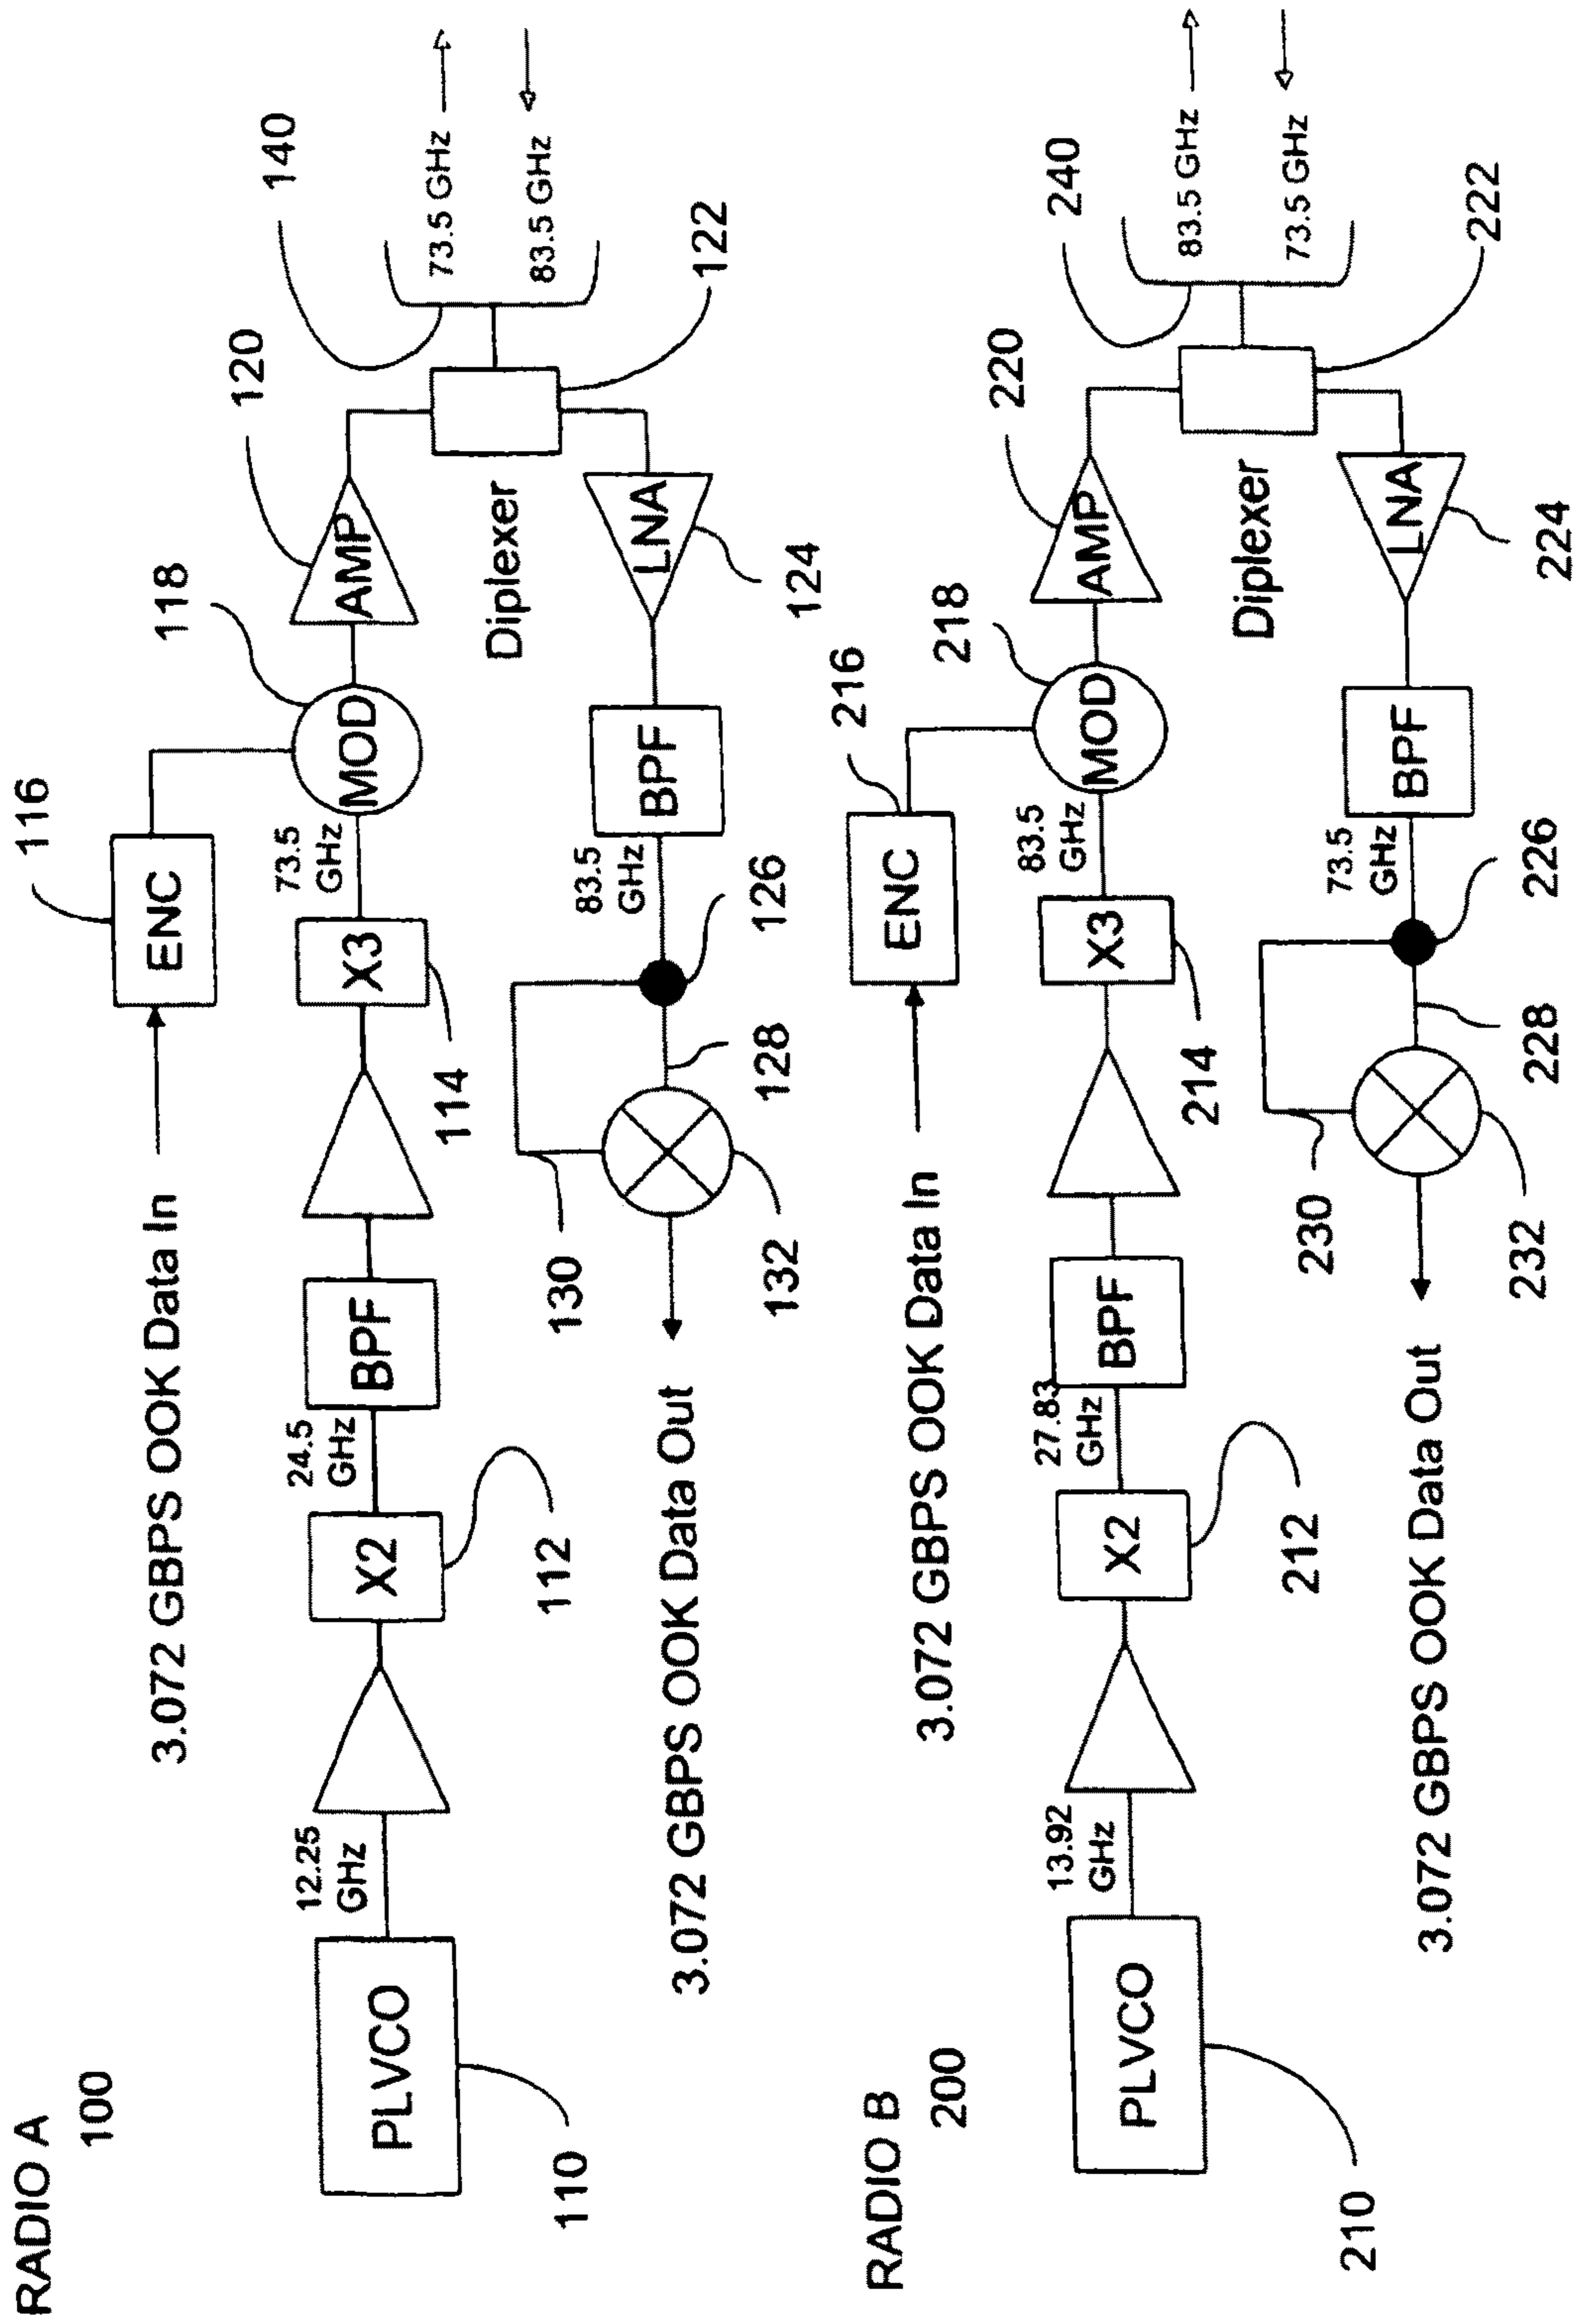 RADIO A
100
116
3.072 GBPS OOK Data In
ENC
118
120
140
12.25
GHz
24.5
GHz
73.5
GHz
PLVCO
X2
BPF
X3
MOD
AMP
73.5 GHz
83.5 GHz
110
112
114
Diplexer
122
130
83.5
GHz
BPF
LNA
128
126
124
132
3.072 GBPS OOK Data Out
RADIO B
200
216
3.072 GBPS OOK Data In
ENC
218
220
240
13.92
GHz
27.83
GHz
83.5
GHz
PLVCO
X2
BPF
X3
MOD
AMP
83.5 GHz
73.5 GHz
210
212
214
Diplexer
222
230
73.5
GHz
BPF
LNA
228
226
224
232
3.072 GBPS OOK Data Out